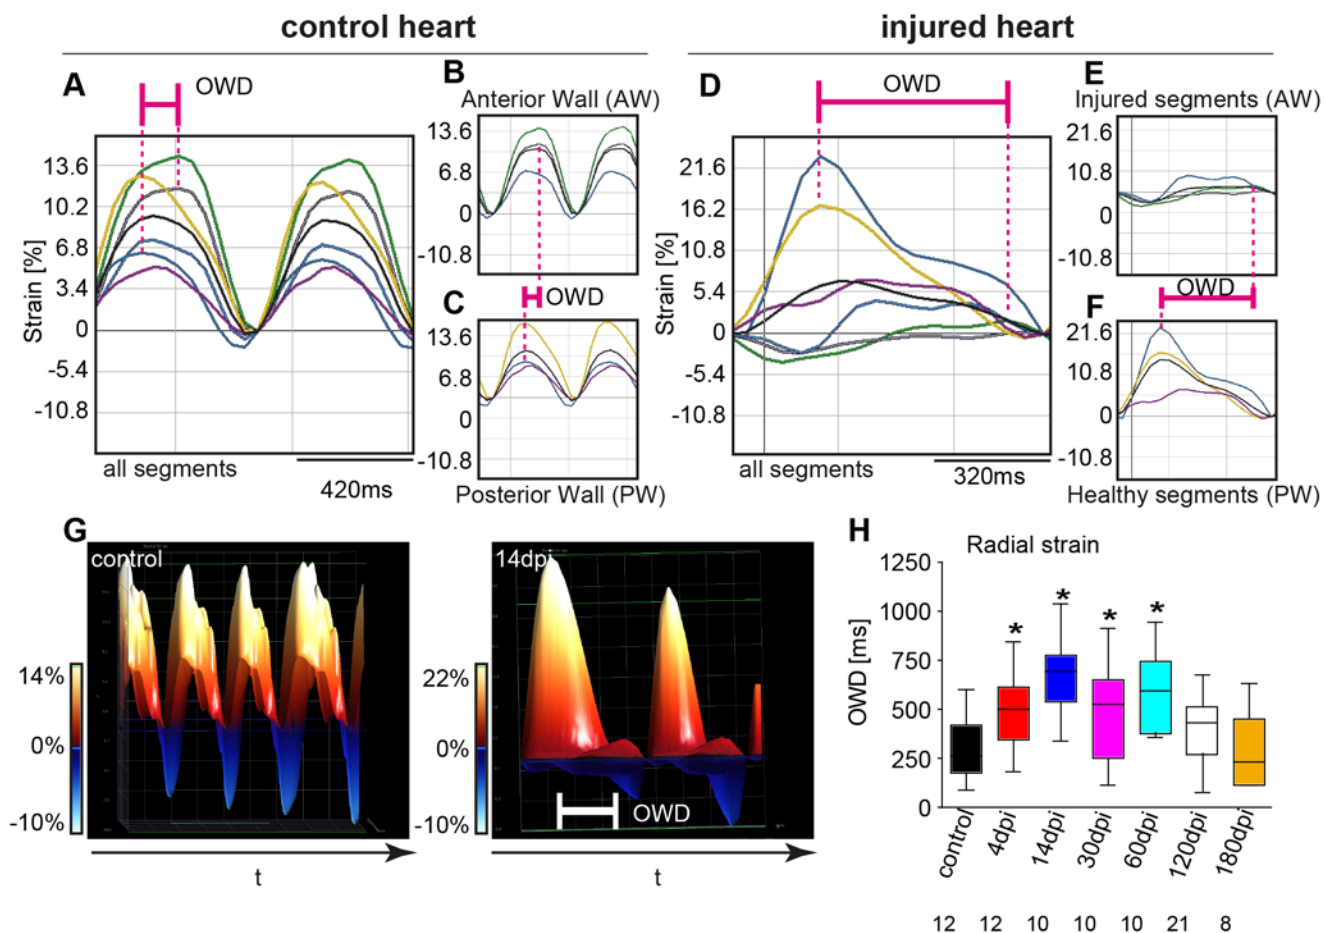 control heart
injured heart
A
OWD
13.6
10.2
6.8
3.4
0
-5.4
-10.8
Strain [%]
all segments
420ms
B
Anterior Wall (AW)
13.6
6.8
0
-10.8
C
OWD
13.6
6.8
0
-10.8
Posterior Wall (PW)
D
OWD
21.6
16.2
10.8
5.4
0
-5.4
-10.8
Strain [%]
all segments
320ms
E
Injured segments (AW)
21.6
10.8
0
-10.8
F
OWD
21.6
10.8
0
-10.8
Healthy segments (PW)
G
control
14%
0%
-10%
t
14dpi
22%
0%
-10%
OWD
t
H
Radial strain
1250
1000
750
500
250
0
OWD [ms]
* * * *
control 4dpi 14dpi 30dpi 60dpi 120dpi 180dpi
12 12 10 10 10 21 8